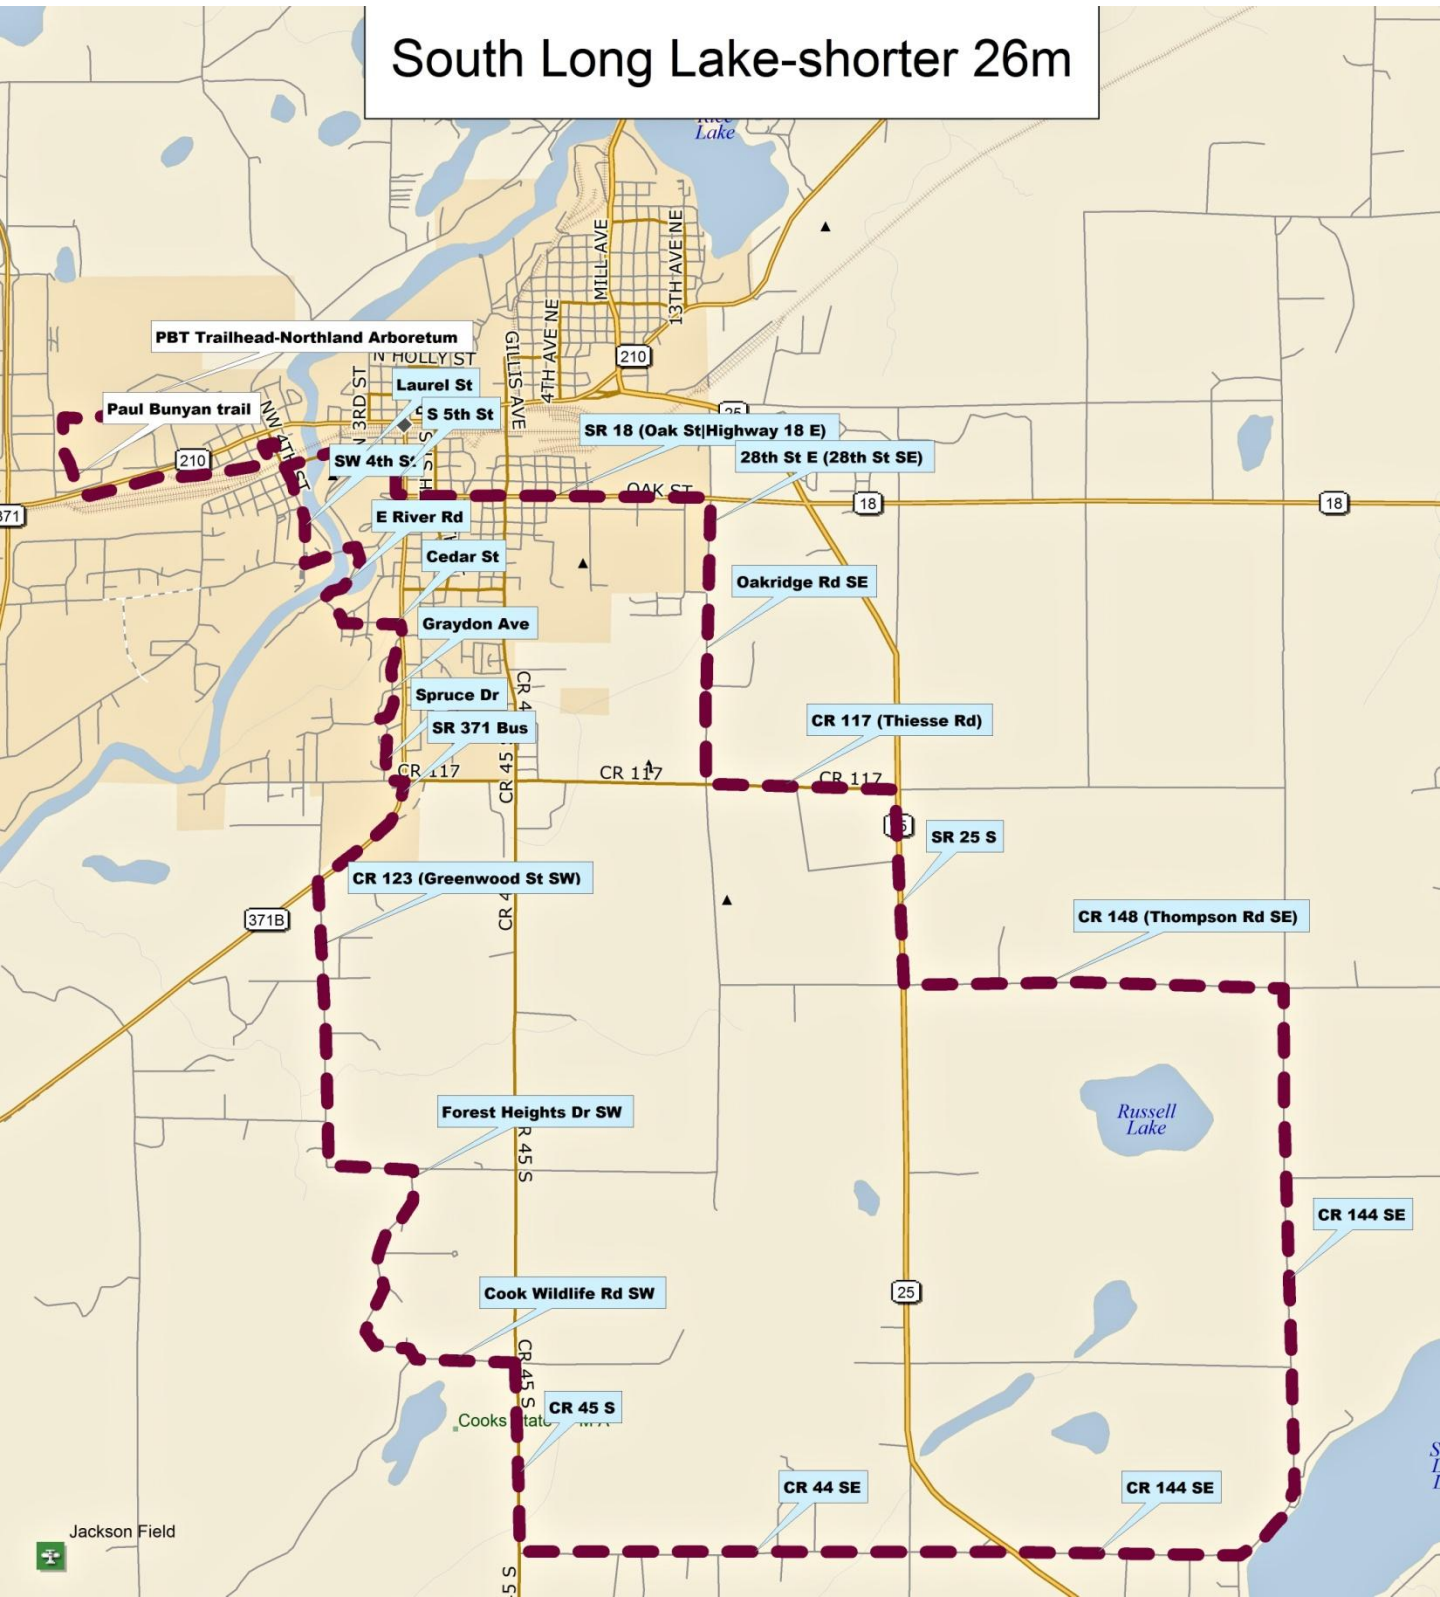 South Long Lake-shorter 26m
Rice
Lake
MILL AVE
13TH AVE NE
4TH AVE NE
GILLIS AVE
PBT Trailhead-Northland Arboretum
N HOLLY ST
210
3RD ST
Laurel St
Paul Bunyan trail
S 5th St
25
NW 4TH ST
SR 18 (Oak St|Highway 18 E)
28th St E (28th St SE)
210
SW 4th St
OAK ST
18
18
371
E River Rd
Cedar St
Oakridge Rd SE
Graydon Ave
Spruce Dr
SR 371 Bus
CR 117 (Thiesse Rd)
CR 117
CR 45 S
CR 117
CR 117
SR 25 S
CR 123 (Greenwood St SW)
371B
CR 148 (Thompson Rd SE)
Forest Heights Dr SW
Russell
Lake
CR 45 S
CR 144 SE
Cook Wildlife Rd SW
25
CR 45 S
CR 45 S
Cooks
CR 44 SE
CR 144 SE
Jackson Field